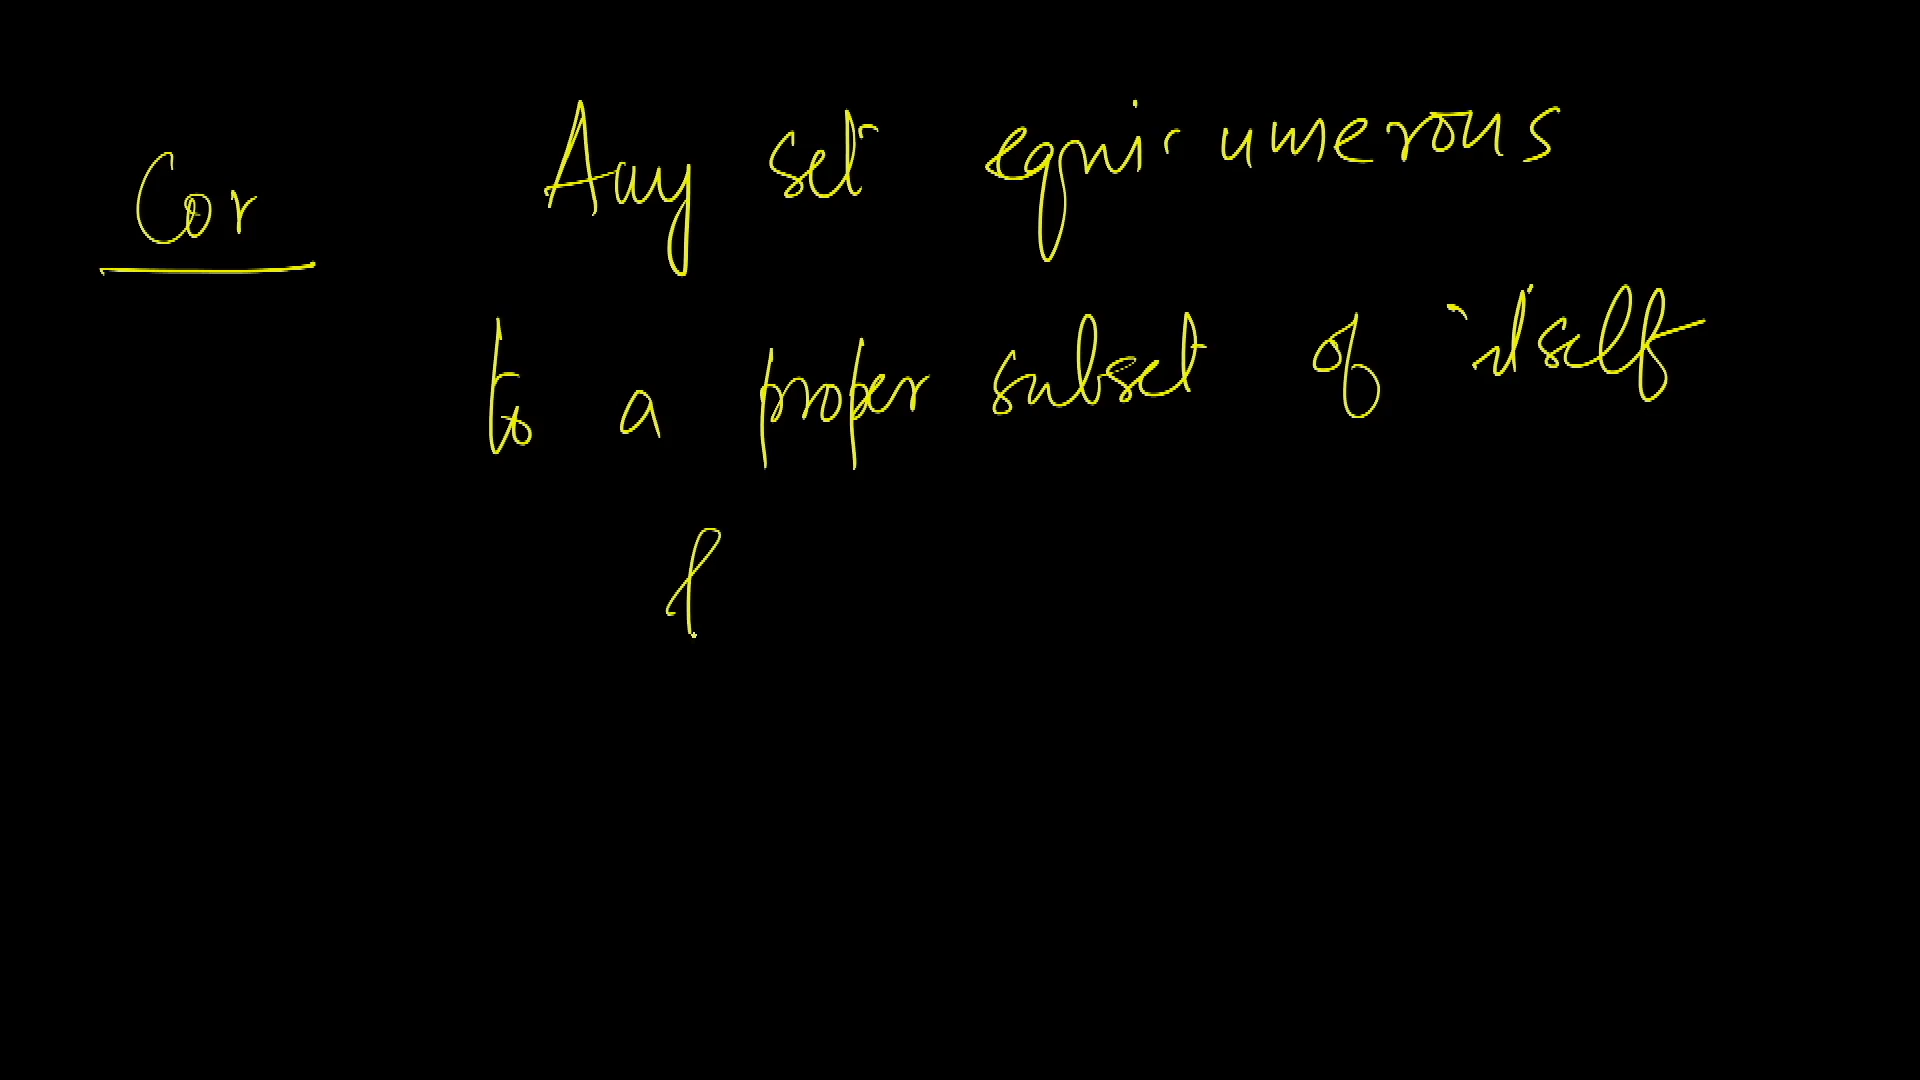 Cor Any set equinumerous
to a proper subset of itself